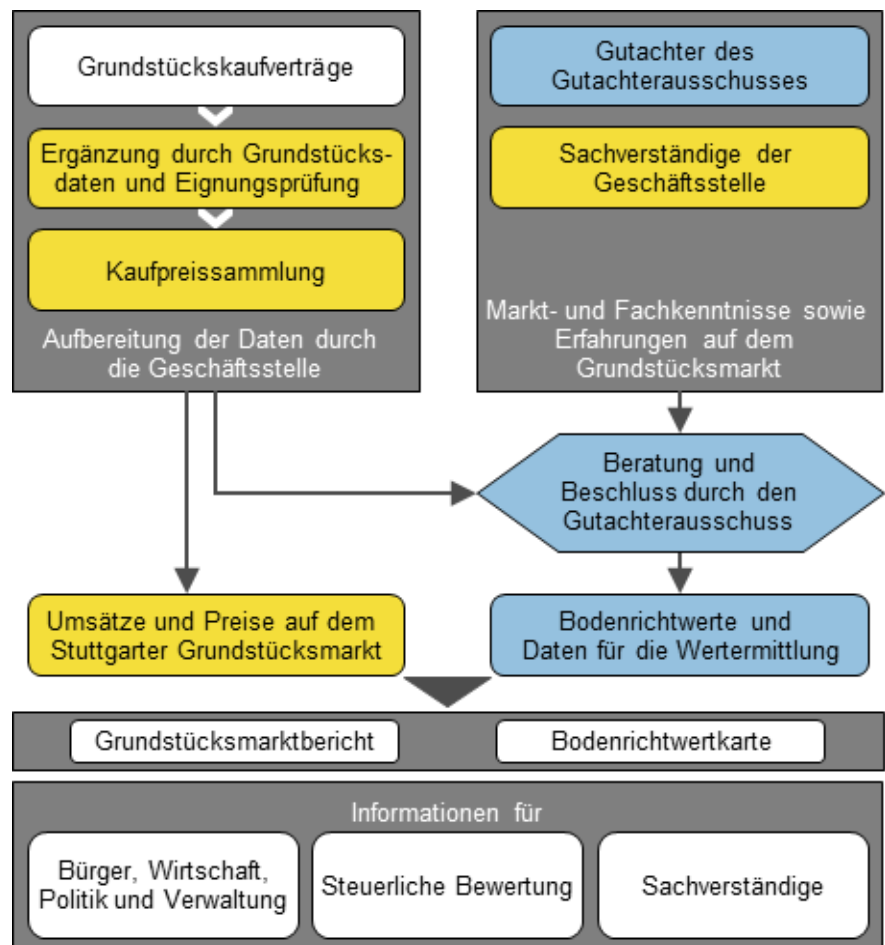 Grundstückskaufverträge
Ergänzung durch Grundstücks-
daten und Eignungsprüfung
Kaufpreissammlung
Aufbereitung der Daten durch
die Geschäftsstelle
Gutachter des
Gutachterausschusses
Sachverständige der
Geschäftsstelle
Markt- und Fachkenntnisse sowie
Erfahrungen auf dem
Grundstücksmarkt
Beratung und
Beschluss durch den
Gutachterausschuss
Umsätze und Preise auf dem
Stuttgarter Grundstücksmarkt
Bodenrichtwerte und
Daten für die Wertermittlung
Grundstücksmarktbericht
Bodenrichtwertkarte
Informationen für
Bürger, Wirtschaft,
Politik und Verwaltung
Steuerliche Bewertung
Sachverständige